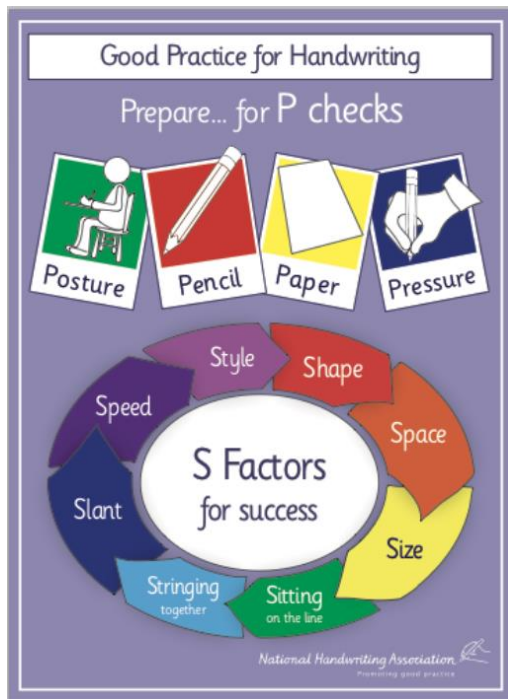 Good Practice for Handwriting
Prepare... for P checks
Posture
Pencil
Paper
Pressure
Style
Shape
Space
Size
Sitting
on the line
Stringing
together
Slant
Speed
S Factors
for success
National Handwriting Association
Promoting good practice